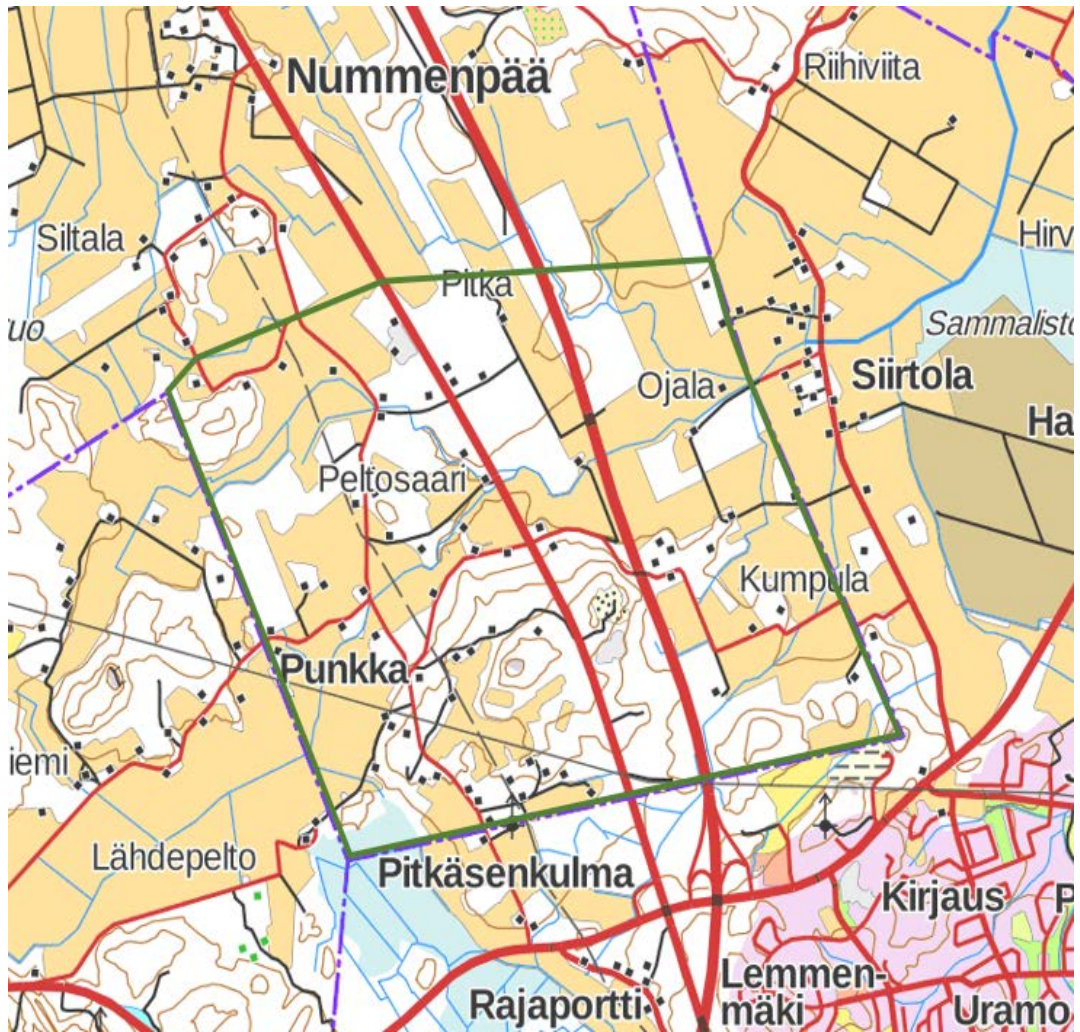 Nummenpää
Riihiviita
Siltala
Hirv
Pitkä
uo
Sammalisto
Ojala
Siirtola
Ha
Peltosaari
Kumpula
Punkka
iemi
Lähdepelto
Pitkäsenkulma
Kirjaus
P
Rajaportti
Lemmen-
mäki
Uramo